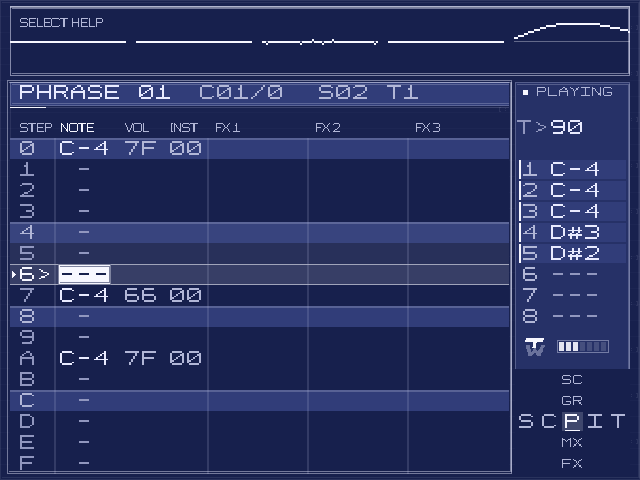 SELECT HELP
PHRASE 01 C01/0 S02 T1
PLAYING
STEP NOTE VOL INST FX1 FX2 FX3
T>90
0 C-4 7F 00
1 -
2 -
3 -
4 -
5 -
6> ---
7 C-4 66 00
8 -
9 -
A C-4 7F 00
B -
C -
D -
E -
F -
1 C-4
2 C-4
3 C-4
4 D#3
5 D#2
6 ---
7 ---
8 ---
TW
SC
GR
SCPIT
MX
FX